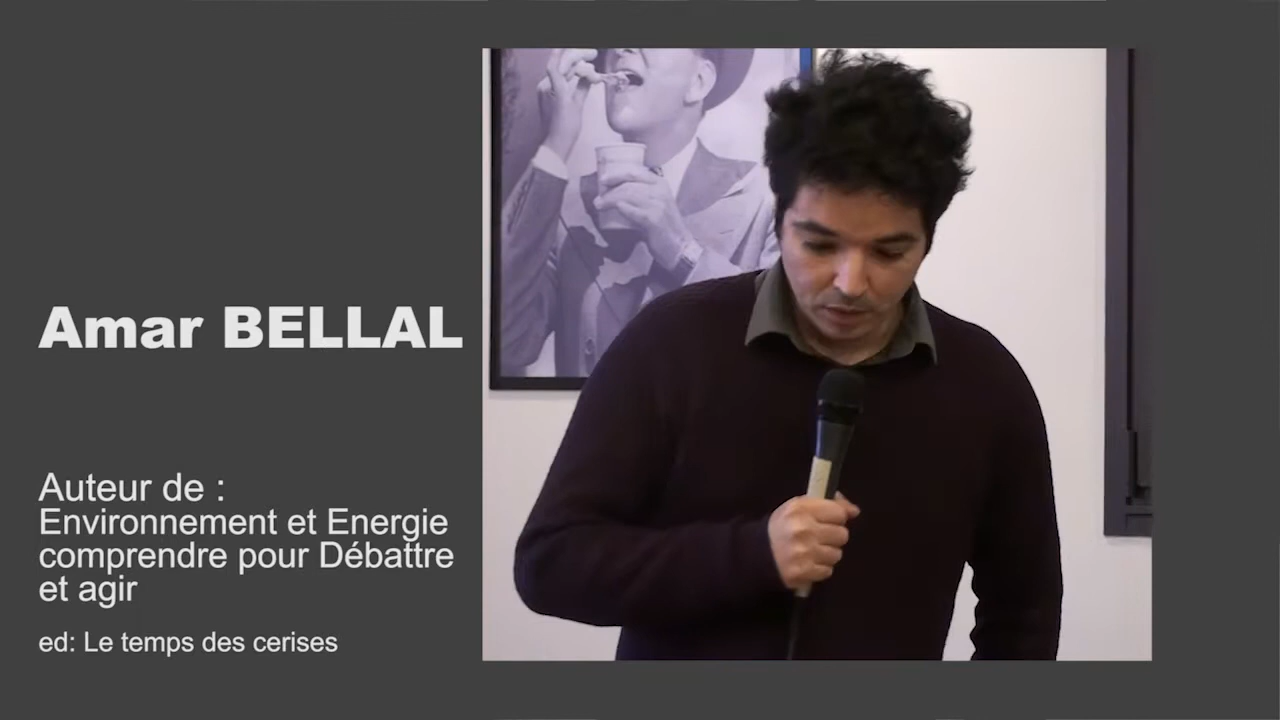 Amar BELLAL
Auteur de :
Environnement et Energie
comprendre pour Débattre
et agir
ed: Le temps des cerises